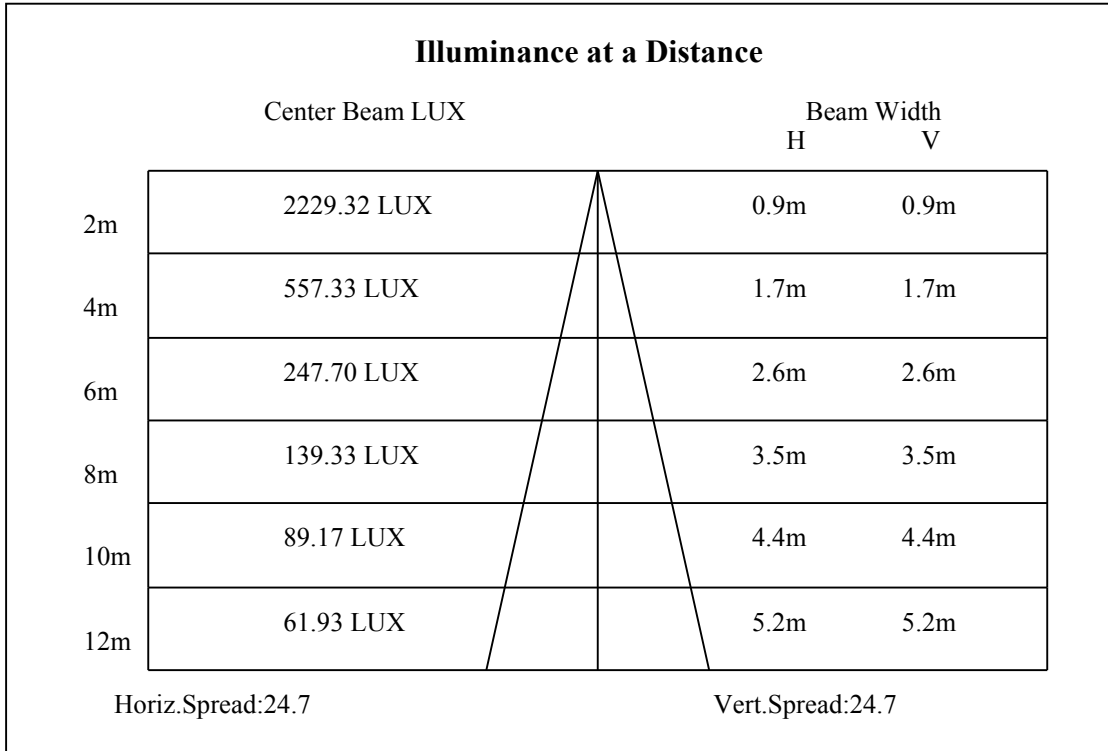 Illuminance at a Distance
Center Beam LUX Beam Width
H V
2m 2229.32 LUX 0.9m 0.9m
4m 557.33 LUX 1.7m 1.7m
6m 247.70 LUX 2.6m 2.6m
8m 139.33 LUX 3.5m 3.5m
10m 89.17 LUX 4.4m 4.4m
12m 61.93 LUX 5.2m 5.2m
Horiz.Spread:24.7 Vert.Spread:24.7